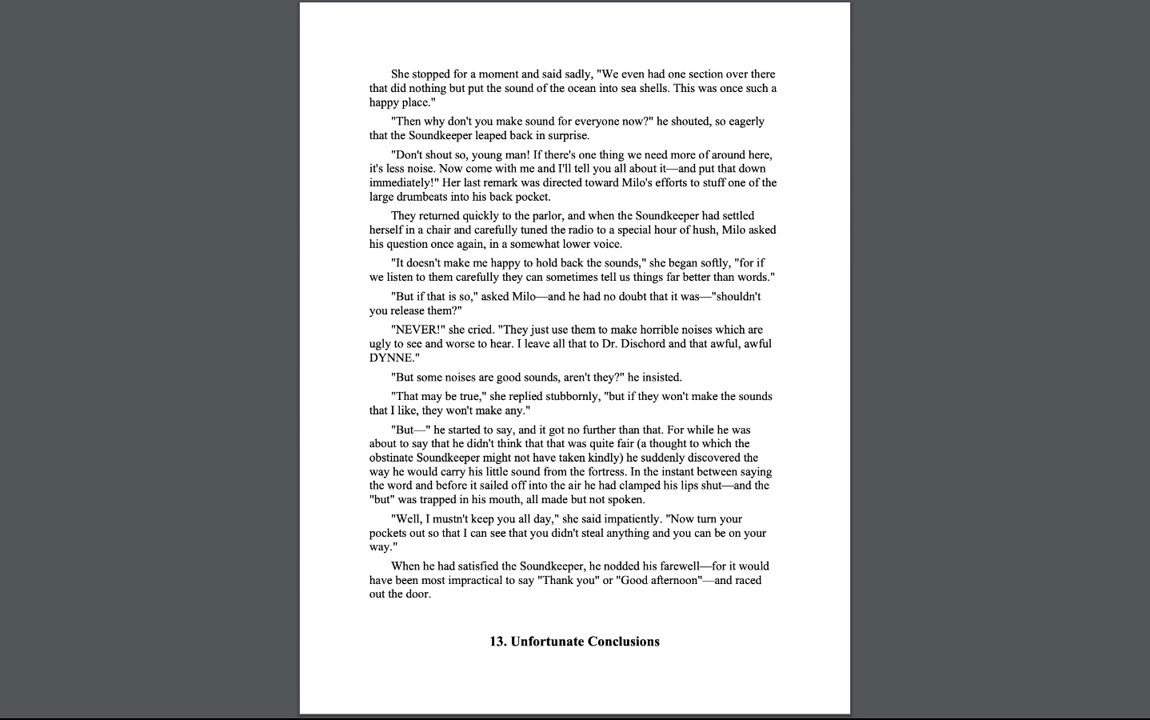 She stopped for a moment and said sadly, "We even had one section over there
that did nothing but put the sound of the ocean into sea shells. This was once such a
happy place."
"Then why don't you make sound for everyone now?" he shouted, so eagerly
that the Soundkeeper leaped back in surprise.
"Don't shout so, young man! If there's one thing we need more of around here,
it's less noise. Now come with me and I'll tell you all about it—and put that down
immediately!" Her last remark was directed toward Milo's efforts to stuff one of the
large drumbeats into his back pocket.
They returned quickly to the parlor, and when the Soundkeeper had settled
herself in a chair and carefully tuned the radio to a special hour of hush, Milo asked
his question once again, in a somewhat lower voice.
"It doesn't make me happy to hold back the sounds," she began softly, "for if
we listen to them carefully they can sometimes tell us things far better than words."
"But if that is so," asked Milo—and he had no doubt that it was—"shouldn't
you release them?"
"NEVER!" she cried. "They just use them to make horrible noises which are
ugly to see and worse to hear. I leave all that to Dr. Dischord and that awful, awful
DYNNE."
"But some noises are good sounds, aren't they?" he insisted.
"That may be true," she replied stubbornly, "but if they won't make the sounds
that I like, they won't make any."
"But—" he started to say, and it got no further than that. For while he was
about to say that he didn't think that that was quite fair (a thought to which the
obstinate Soundkeeper might not have taken kindly) he suddenly discovered the
way he would carry his little sound from the fortress. In the instant between saying
the word and before it sailed off into the air he had clamped his lips shut—and the
"but" was trapped in his mouth, all made but not spoken.
"Well, I mustn't keep you all day," she said impatiently. "Now turn your
pockets out so that I can see that you didn't steal anything and you can be on your
way."
When he had satisfied the Soundkeeper, he nodded his farewell—for it would
have been most impractical to say "Thank you" or "Good afternoon"—and raced
out the door.
13. Unfortunate Conclusions